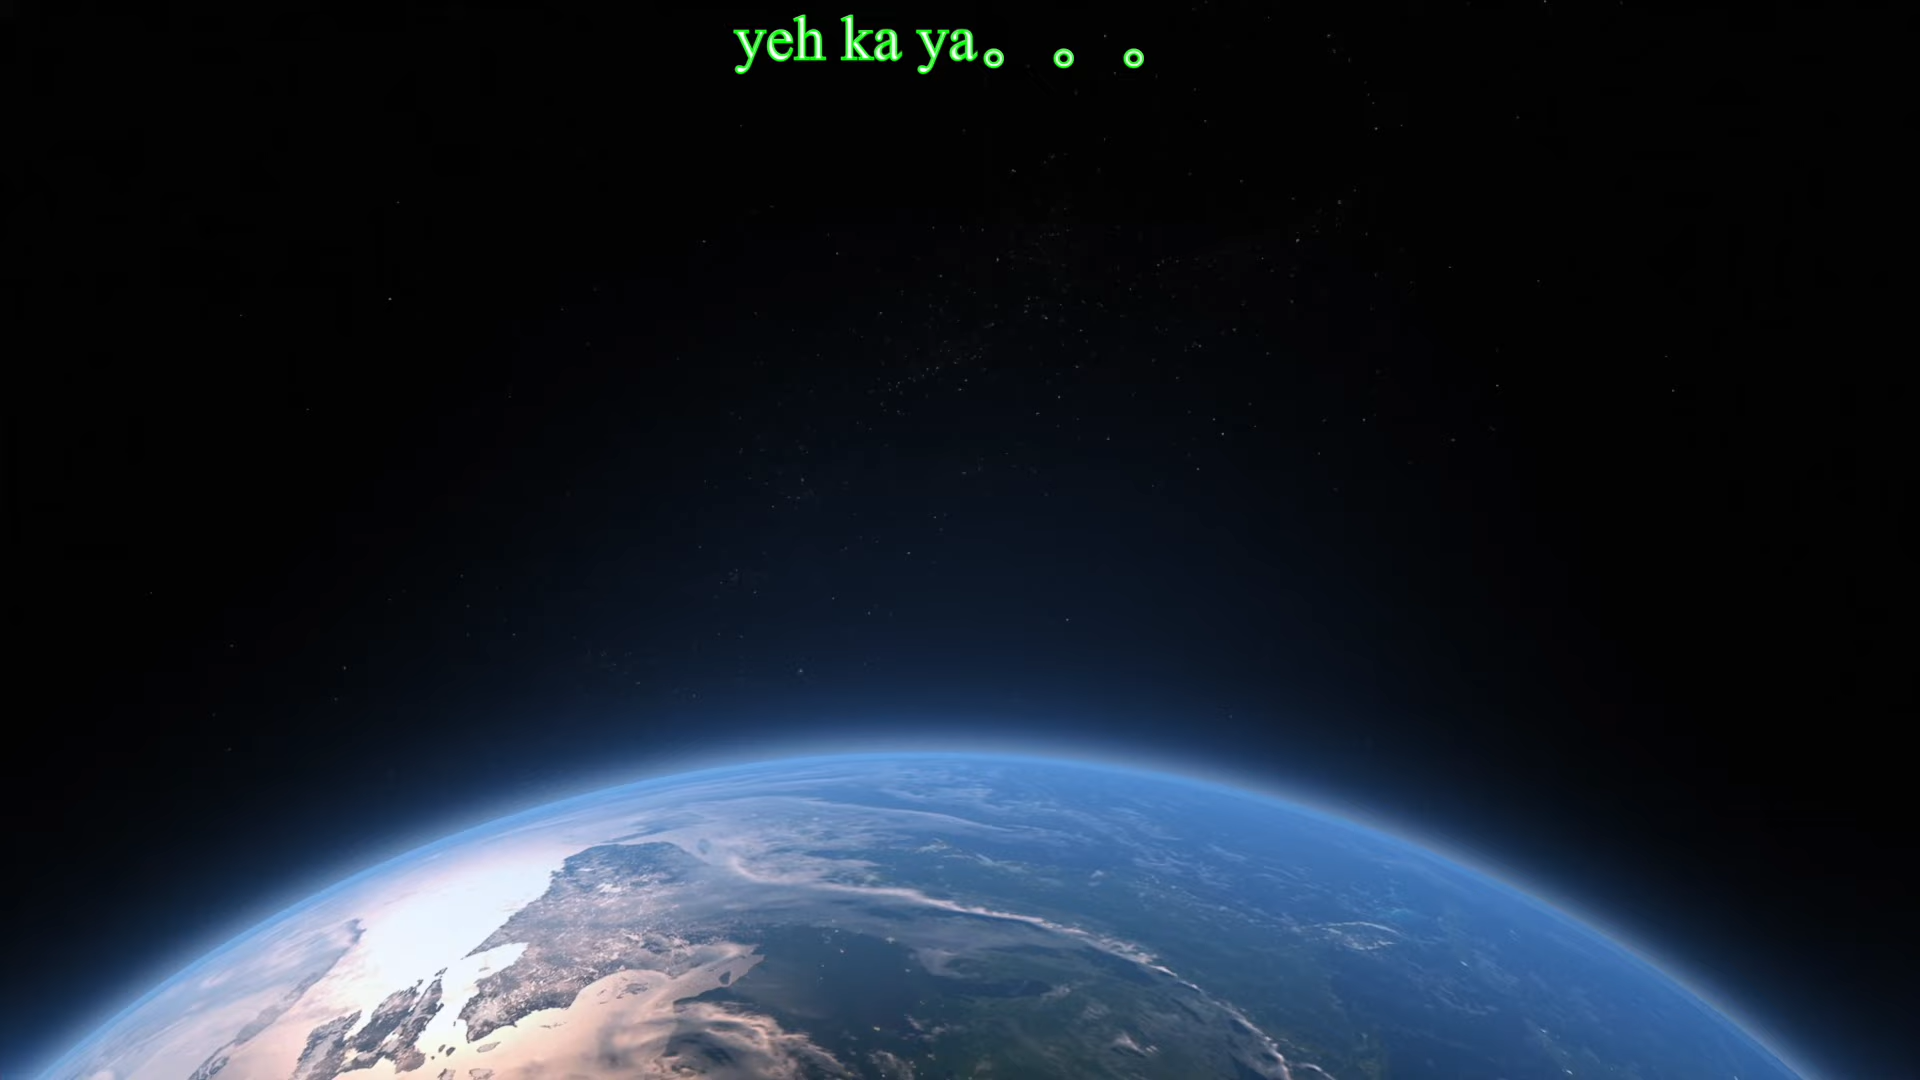 yeh ka ya。。。